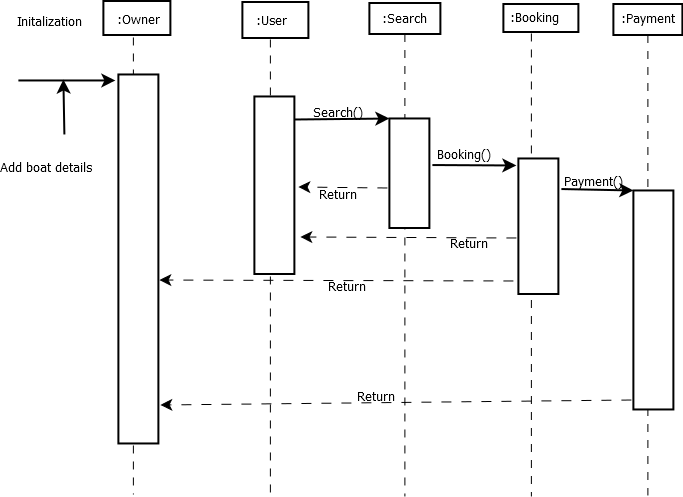 Initalization
:Owner
:User
:Search
:Booking
:Payment
Search()
Booking()
Add boat details
Payment()
Return
Return
Return
Return